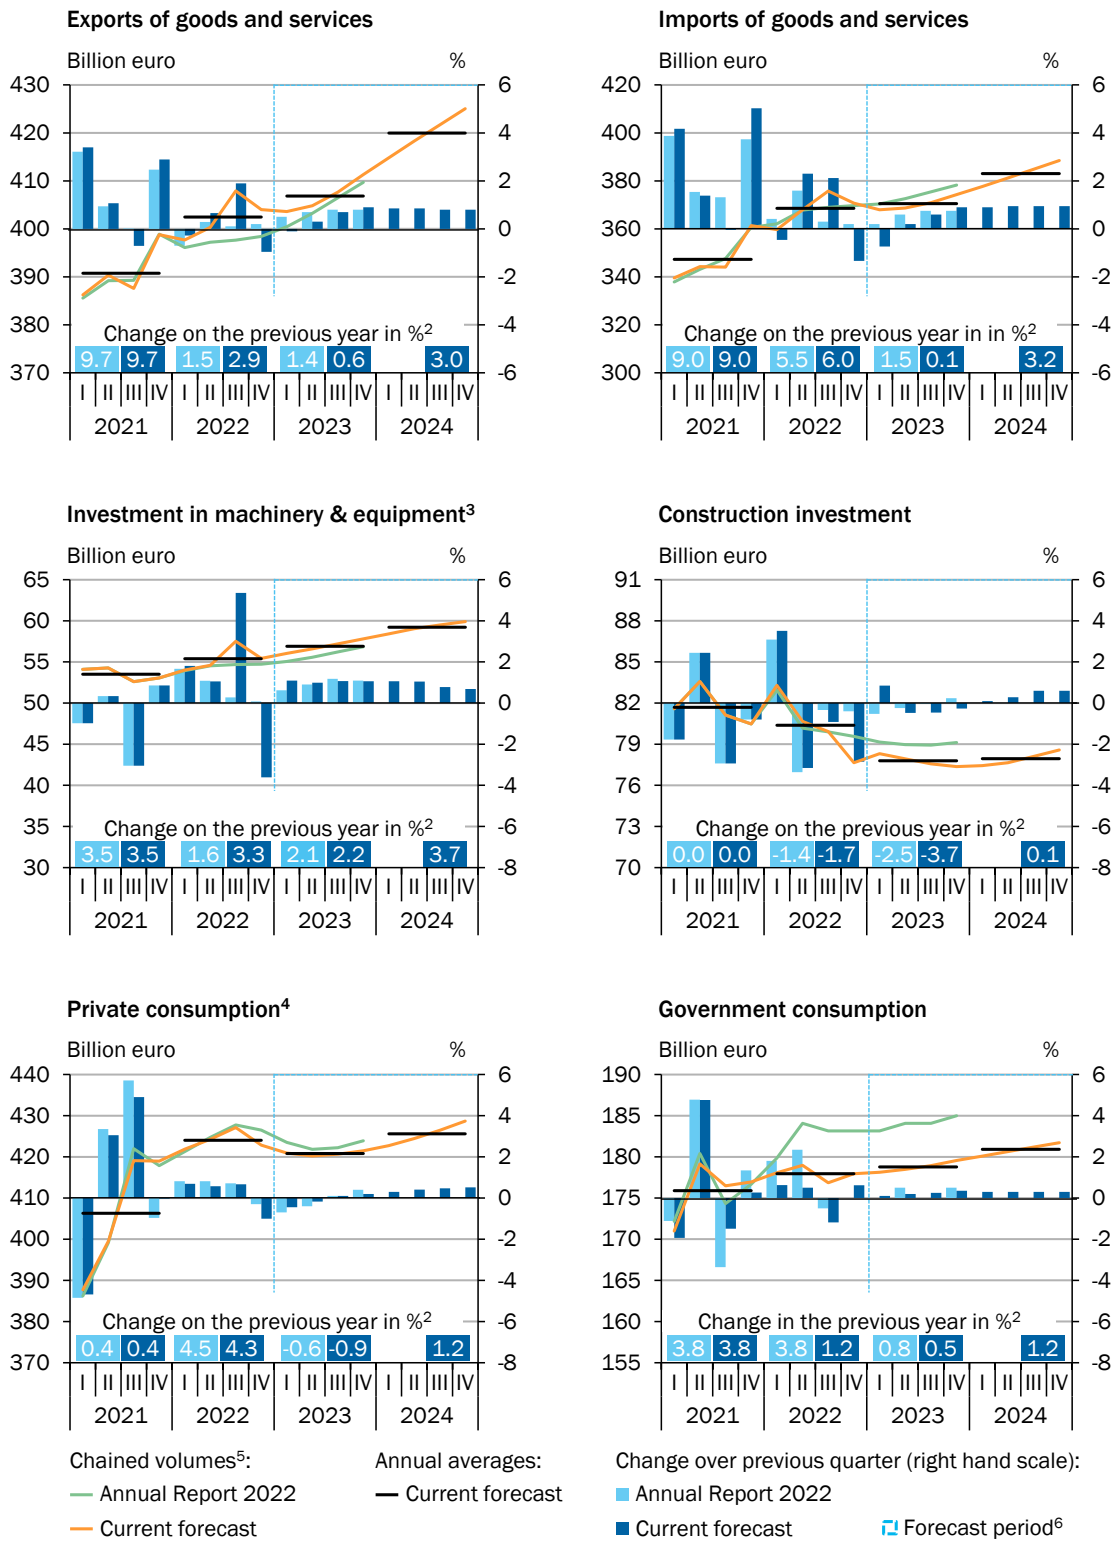 Exports of goods and services
Billion euro %
430 6
420 4
410 2
400 0
390 -2
380 -4
Change on the previous year in %2
9.7 9.7 1.5 2.9 1.4 0.6 3.0
370 -6
I II III IV I II III IV I II III IV I II III IV
2021 2022 2023 2024
Imports of goods and services
Billion euro %
420 6
400 4
380 2
360 0
340 -2
320 -4
Change on the previous year in in %2
9.0 9.0 5.5 6.0 1.5 0.1 3.2
300 -6
I II III IV I II III IV I II III IV I II III IV
2021 2022 2023 2024
Investment in machinery & equipment3
Billion euro %
65 6
60 4
55 2
50 0
45 -2
40 -4
35 -6
Change on the previous year in %2
3.5 3.5 1.6 3.3 2.1 2.2 3.7
30 -8
I II III IV I II III IV I II III IV I II III IV
2021 2022 2023 2024
Construction investment
Billion euro %
91 6
88 4
85 2
82 0
79 -2
76 -4
73 -6
Change on the previous year in %2
0.0 0.0 -1.4 -1.7 -2.5 -3.7 0.1
70 -8
I II III IV I II III IV I II III IV I II III IV
2021 2022 2023 2024
Private consumption4
Billion euro %
440 6
430 4
420 2
410 0
400 -2
390 -4
380 -6
Change on the previous year in %2
0.4 0.4 4.5 4.3 -0.6 -0.9 1.2
370 -8
I II III IV I II III IV I II III IV I II III IV
2021 2022 2023 2024
Government consumption
Billion euro %
190 6
185 4
180 2
175 0
170 -2
165 -4
160 -6
Change in the previous year in %2
3.8 3.8 3.8 1.2 0.8 0.5 1.2
155 -8
I II III IV I II III IV I II III IV I II III IV
2021 2022 2023 2024
Chained volumes5:
Annual Report 2022
Current forecast
Annual averages:
Current forecast
Change over previous quarter (right hand scale):
Annual Report 2022
Current forecast
Forecast period6